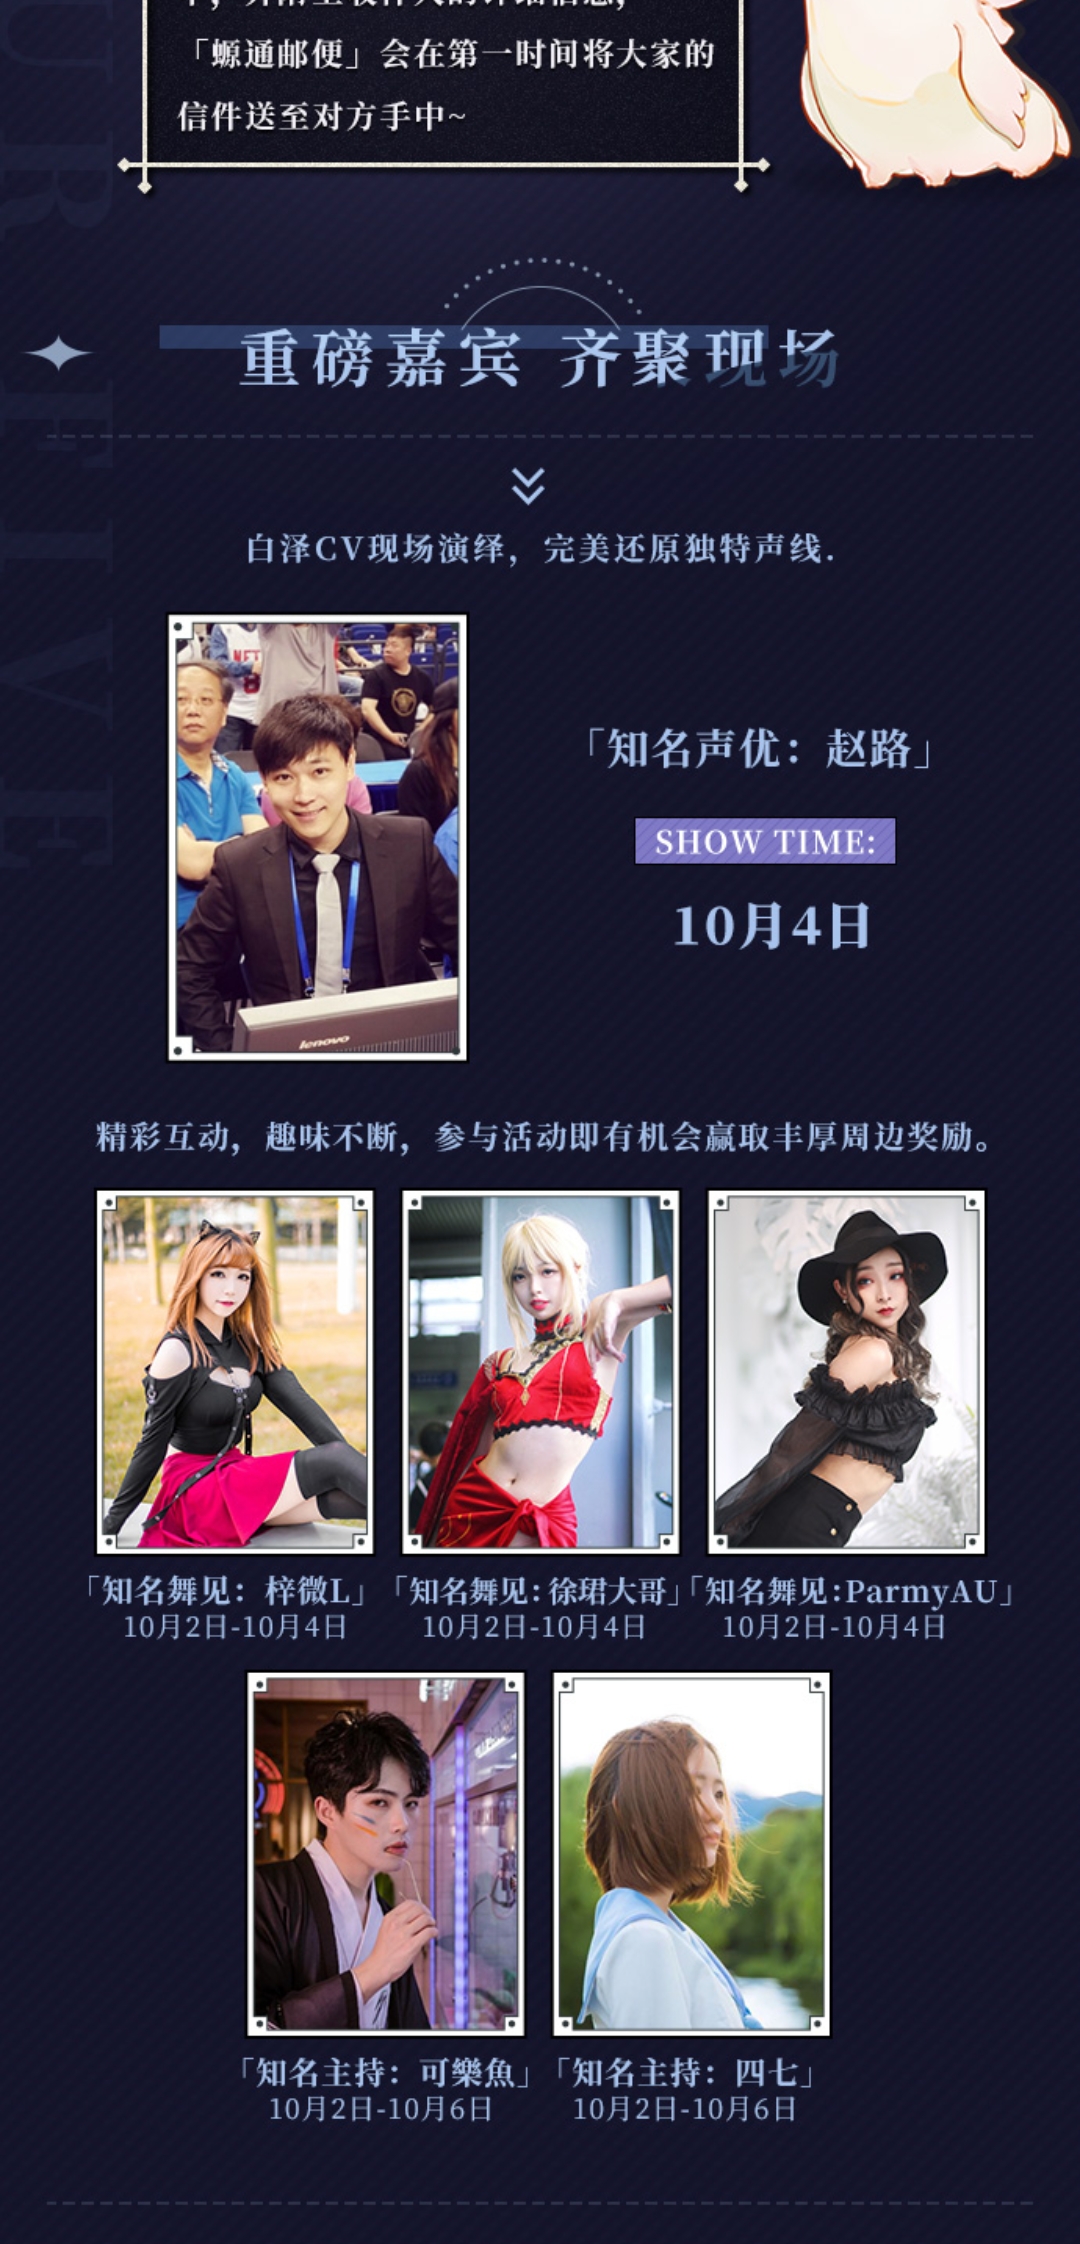 「螈通邮便」会在第一时间将大家的
信件送至对方手中~
重磅嘉宾 齐聚现场
白泽CV现场演绎，完美还原独特声线.
「知名声优：赵路」
SHOW TIME:
10月4日
lenovo
精彩互动，趣味不断，参与活动即有机会赢取丰厚周边奖励。
「知名舞见：梓微L」
10月2日-10月4日
「知名舞见：徐珺大哥」
10月2日-10月4日
「知名舞见:ParmyAU」
10月2日-10月4日
「知名主持：可樂魚」
10月2日-10月6日
「知名主持：四七」
10月2日-10月6日